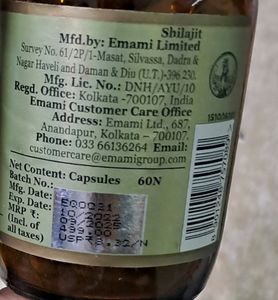 Shilajit
Mfd.by: Emami Limited
Survey No. 61/2P/1-Masat, Silvassa, Dadra &
Nagar Haveli and Daman & Diu (U.T.)-396 230.
Mfg. Lic. No.: DNH/AYU/10
Regd. Office: Kolkata -700107, India
Emami Customer Care Office
Address: Emami Ltd., 687,
Anandapur, Kolkata - 700107.
Phone: 033 66136264 Email:
customercare@emamigroup.com
Net Content: Capsules 60N
Batch No.:
Mfg. Date:
Exp. Date:
MRP ₹:
(Incl. of
all taxes)
499.00